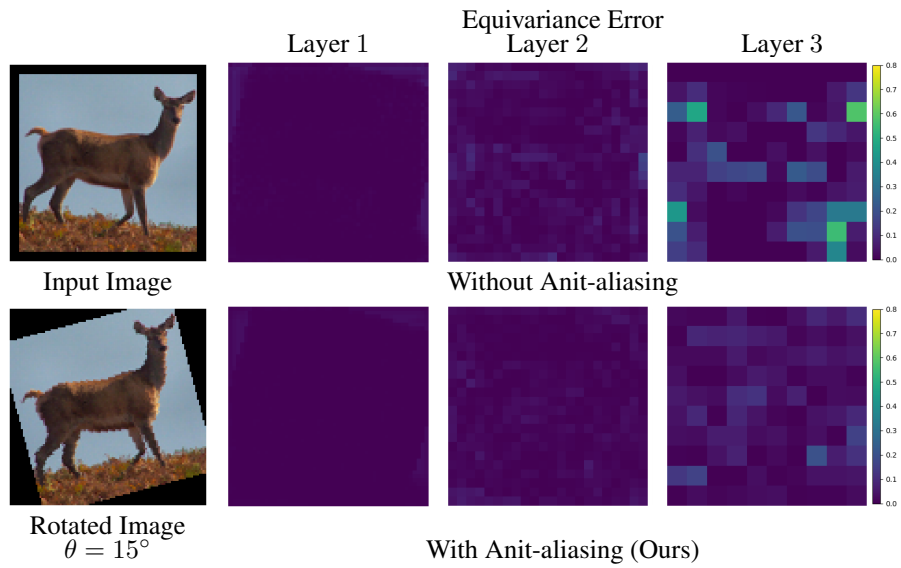 Equivariance Error
Layer 1
Layer 2
Layer 3
0.8
0.7
0.6
0.5
0.4
0.3
0.2
0.1
0.0
Input Image
Without Anit-aliasing
0.8
0.7
0.6
0.5
0.4
0.3
0.2
0.1
0.0
Rotated Image
θ = 15°
With Anit-aliasing (Ours)